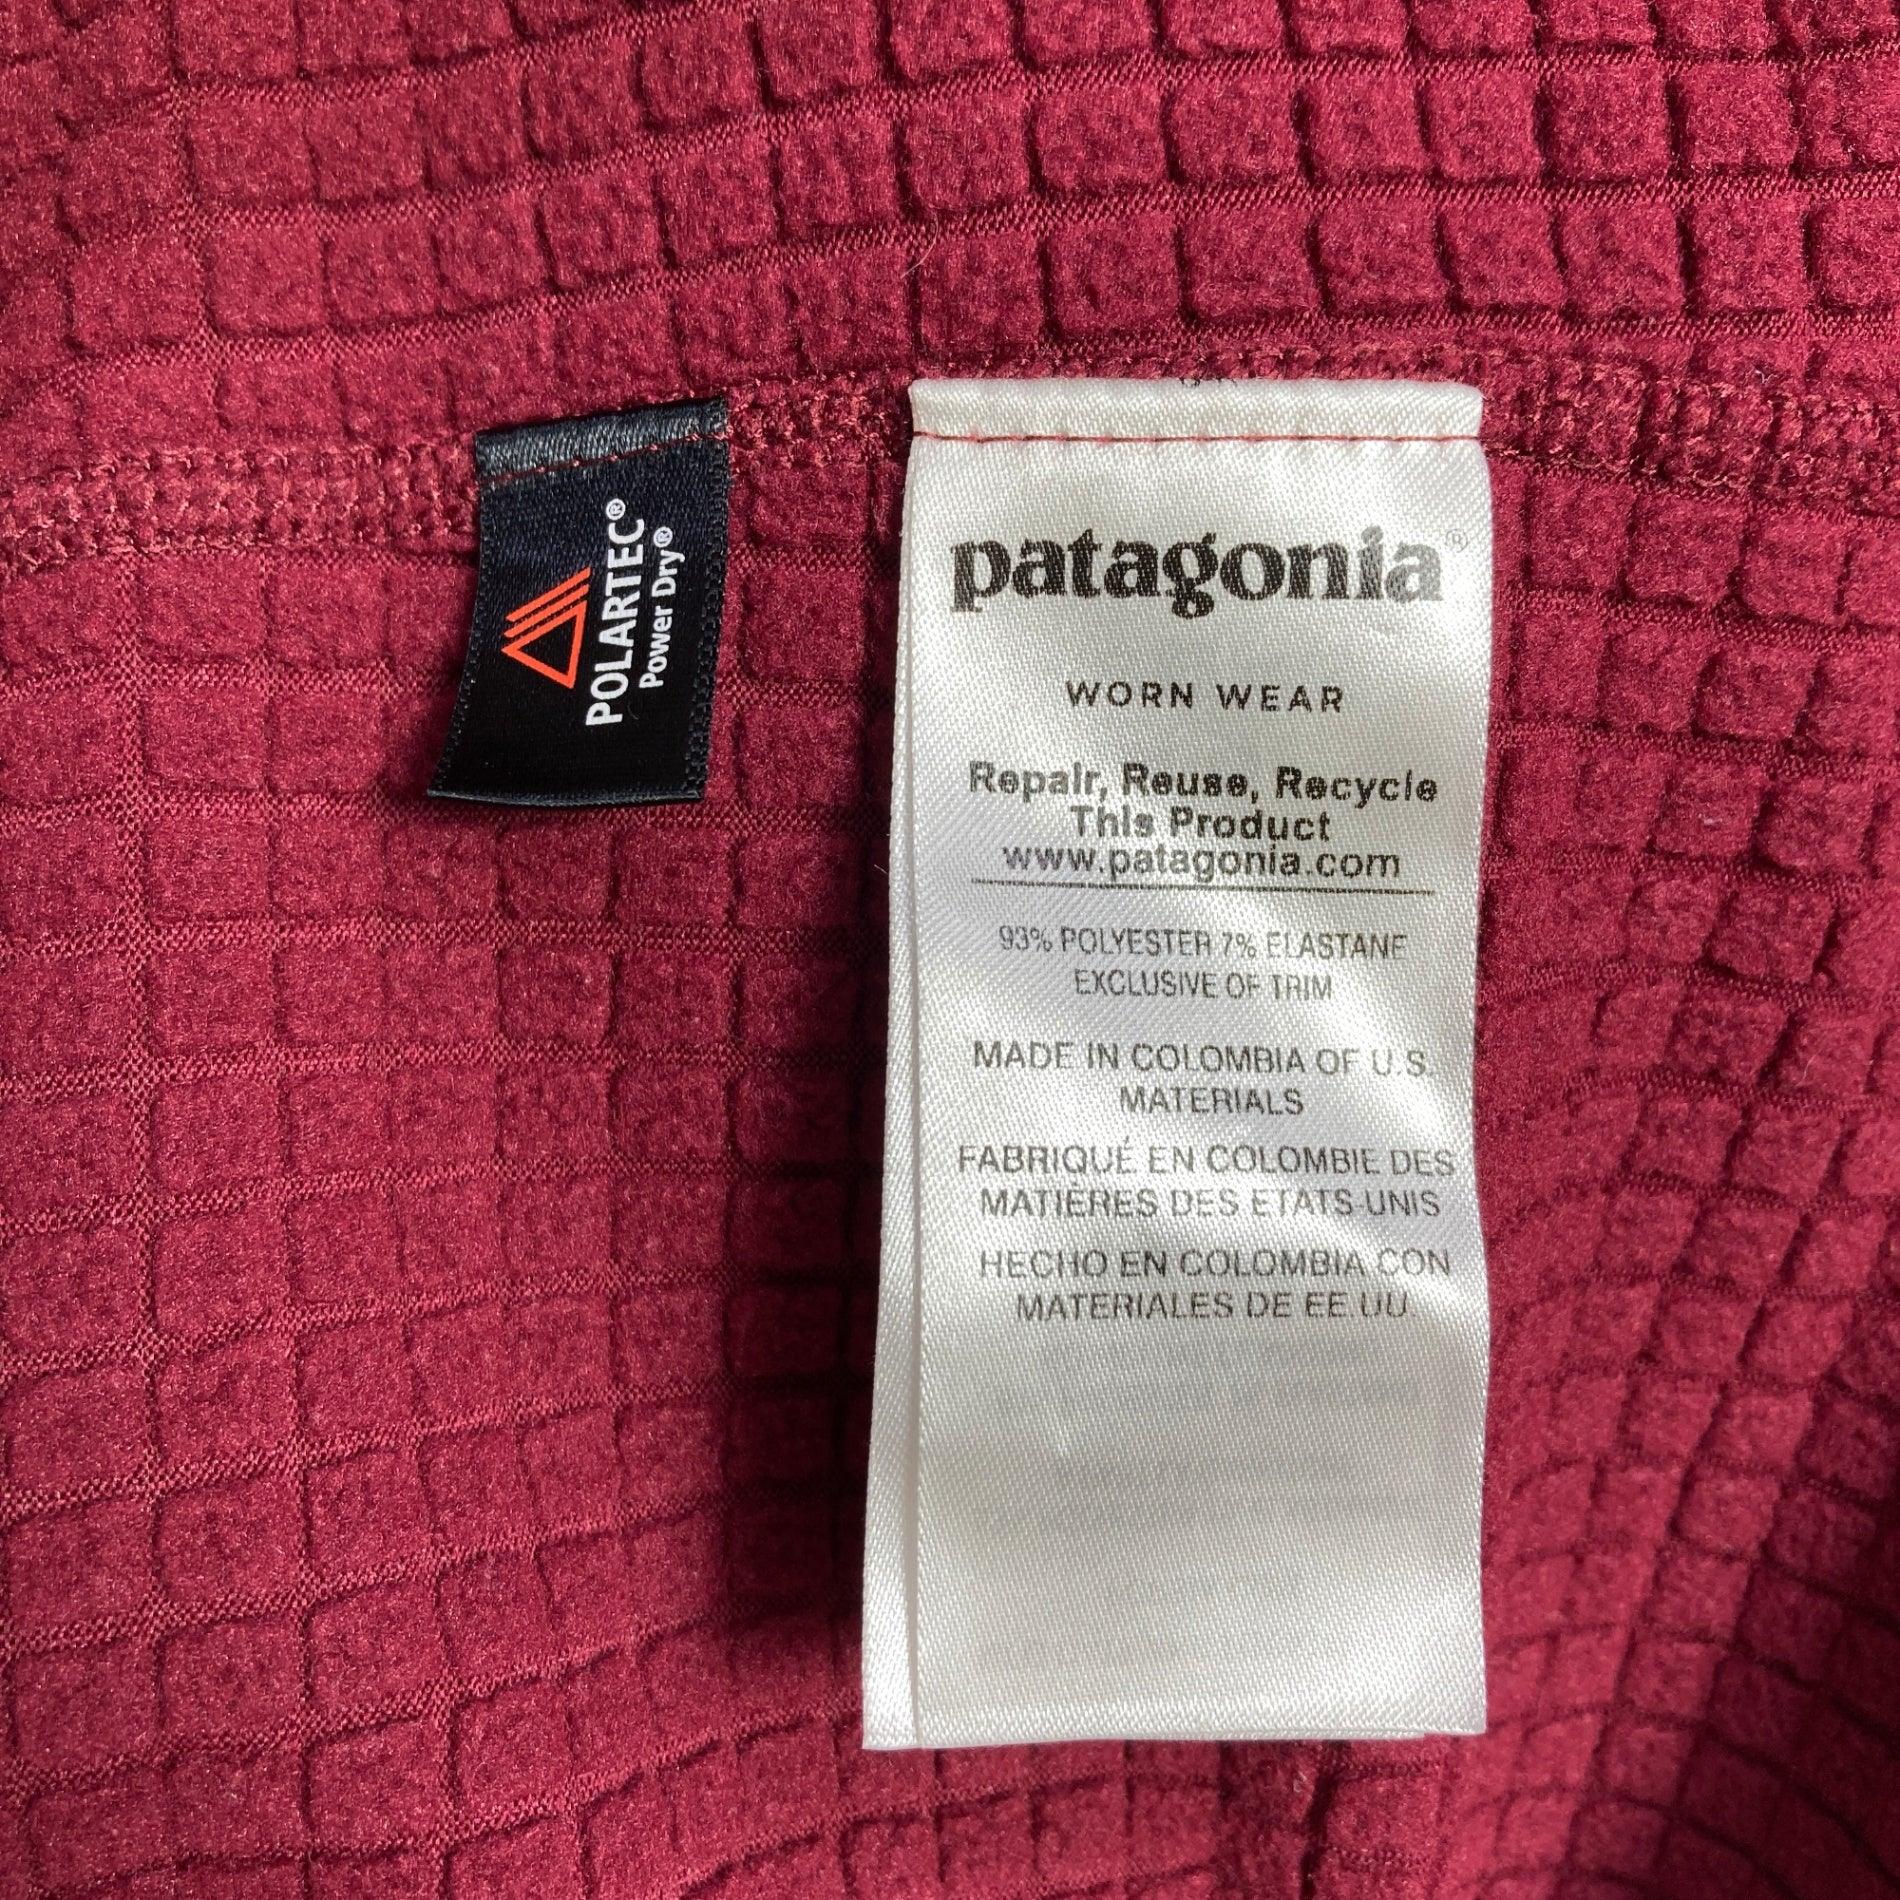 POLARTEC®
Power Dry®
patagonia®
WORN WEAR
Repair, Reuse, Recycle
This Product
www.patagonia.com
93% POLYESTER 7% ELASTANE
EXCLUSIVE OF TRIM
MADE IN COLOMBIA OF U.S.
MATERIALS
FABRIQUÉ EN COLOMBIE DES
MATIÈRES DES ETATS-UNIS
HECHO EN COLOMBIA CON
MATERIALES DE EE.UU.